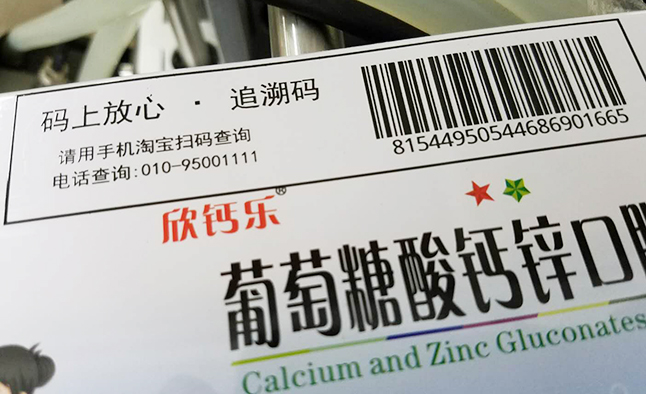 码上放心 · 追溯码
请用手机淘宝扫码查询
电话查询:010-95001111
81544950544686901665
欣钙乐®
葡萄糖酸钙锌口
Calcium and Zinc Gluconates